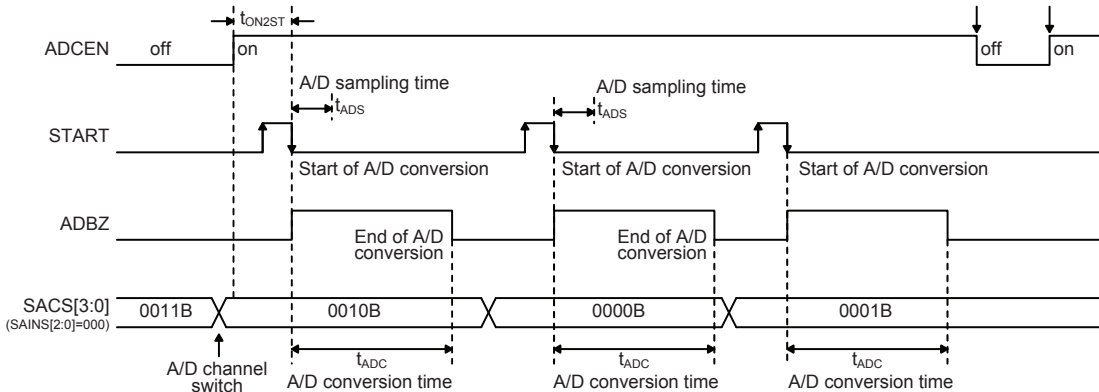 tON2ST
ADCEN off on off on
A/D sampling time A/D sampling time
tADS tADS
START
Start of A/D conversion Start of A/D conversion Start of A/D conversion
ADBZ
End of A/D conversion End of A/D conversion
SACS[3:0] 0011B 0010B 0000B 0001B
(SAINS[2:0]=000)
A/D channel switch
tADC tADC tADC
A/D conversion time A/D conversion time A/D conversion time